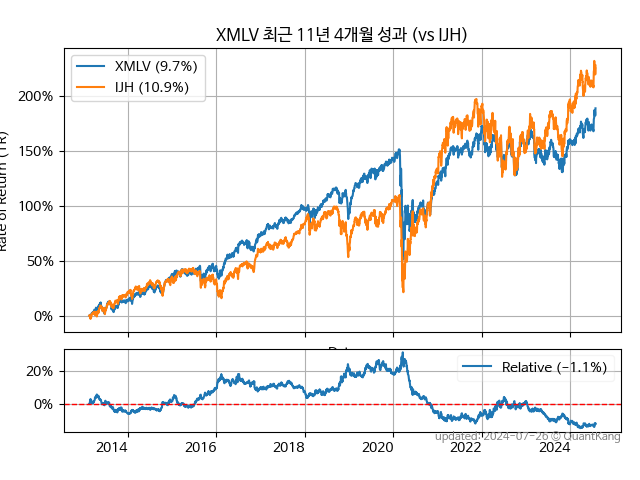 XMLV 최근 11년 4개월 성과 (vs IJH)
XMLV (9.7%)
IJH (10.9%)
200%
150%
100%
50%
0%
Rate of Return (TR)
20%
0%
Relative (−1.1%)
2014
2016
2018
2020
2022
2024
updated: 2024-07-26 © QuantKang